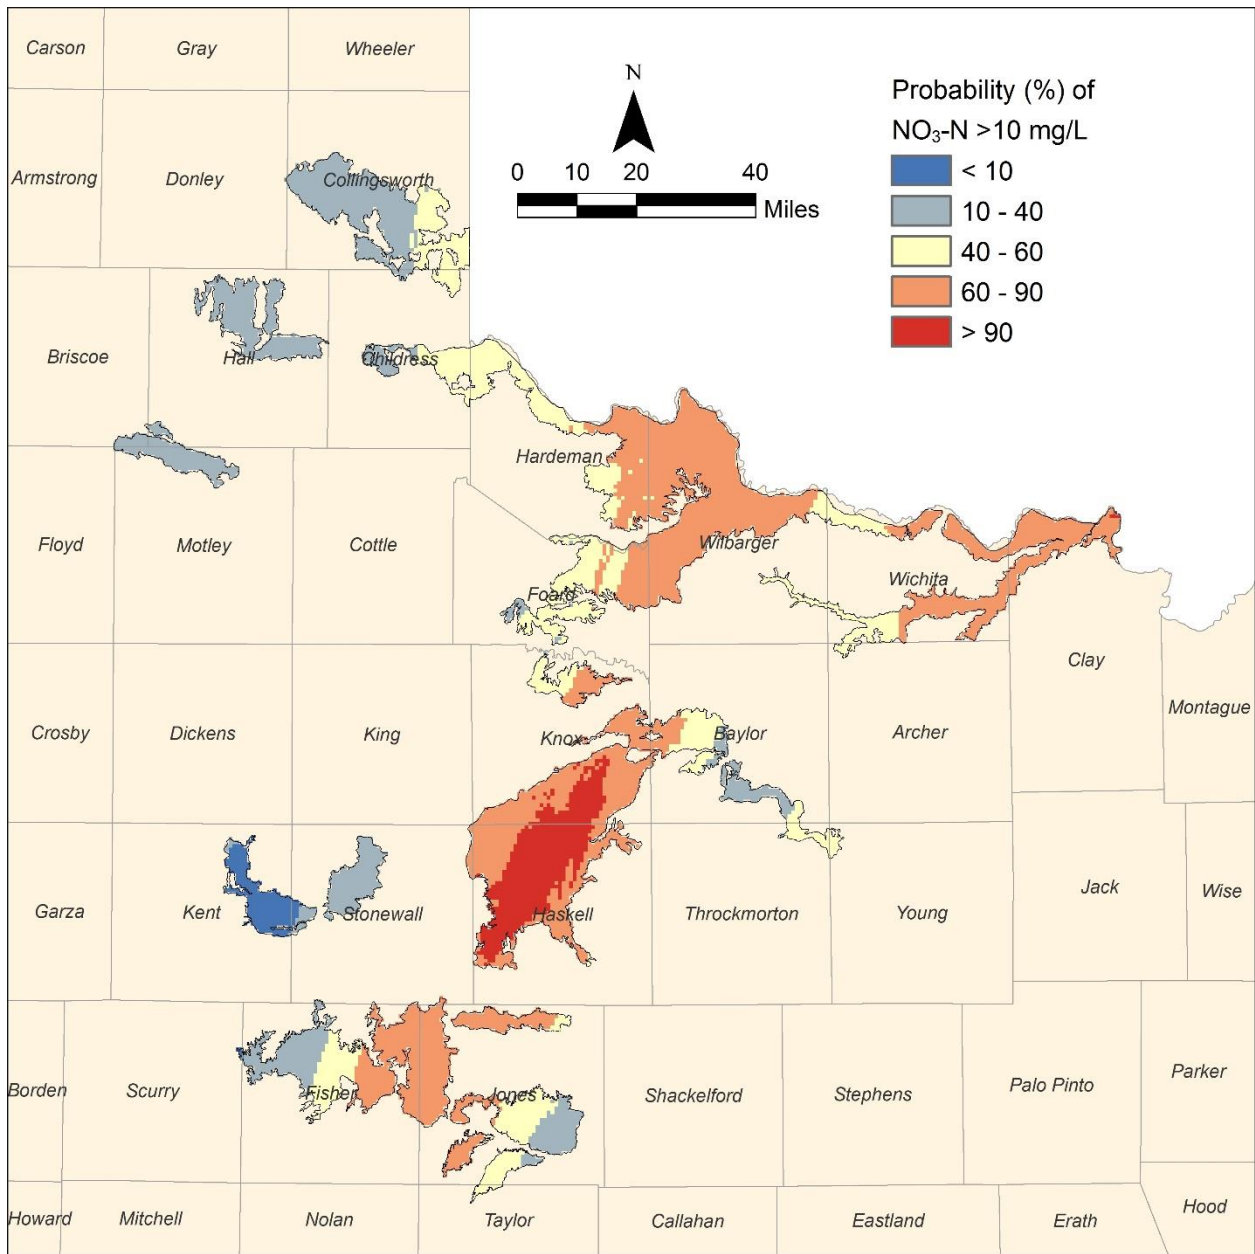 Carson
Gray
Wheeler
N
Probability (%) of
NO₃-N >10 mg/L
< 10
10 - 40
40 - 60
60 - 90
> 90
0 10 20 40
Miles
Armstrong
Donley
Collingsworth
Briscoe
Hall
Childress
Hardeman
Floyd
Motley
Cottle
Wilbarger
Foard
Wichita
Clay
Montague
Crosby
Dickens
King
Knox
Baylor
Archer
Garza
Kent
Stonewall
Haskell
Throckmorton
Young
Jack
Wise
Borden
Scurry
Fisher
Jones
Shackelford
Stephens
Palo Pinto
Parker
Howard
Mitchell
Nolan
Taylor
Callahan
Eastland
Erath
Hood